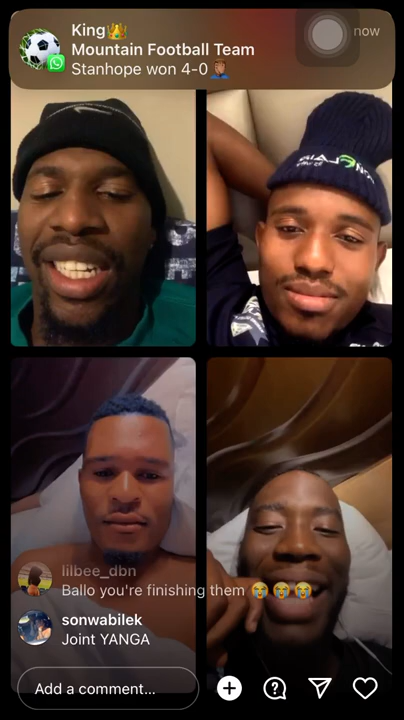 King👑
now
Mountain Football Team
Stanhope won 4-0🤦🏾‍♂️
lilbee_dbn
Ballo you're finishing them 😭😭😭
sonwabilek
Joint YANGA
Add a comment...